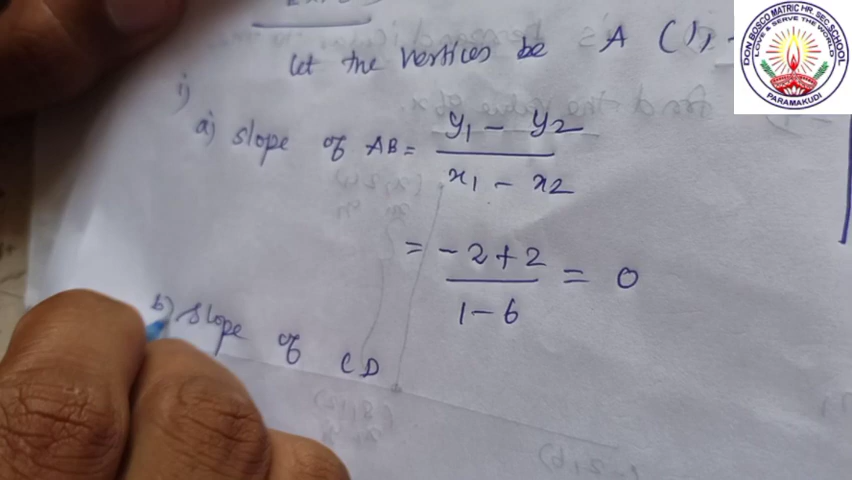 let the vertices be A (1, -
i)
a) slope of AB = y1 - y2
x1 - x2
= -2+2 = 0
1-6
b) slope of CD
DON BOSCO MATRIC HR. SEC. SCHOOL
LOVE & SERVE THE WORLD
PARAMAKUDI